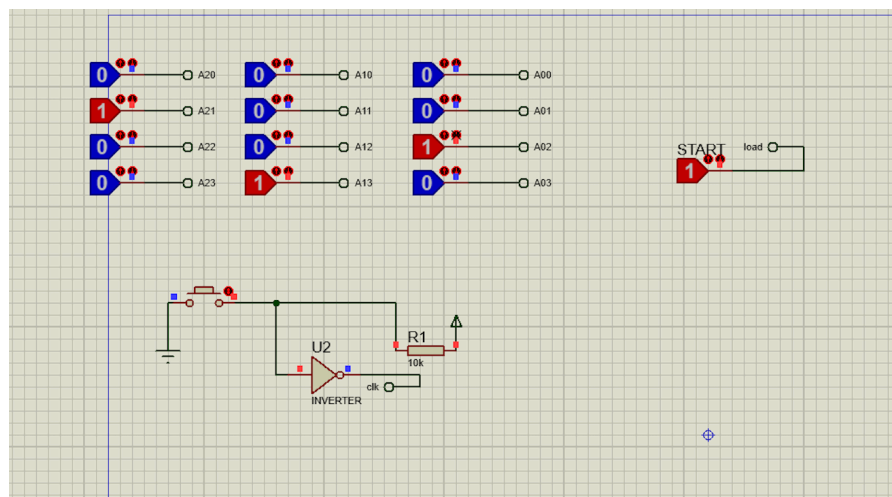 0 A20 0 A10 0 A00
1 A21 0 A11 0 A01
0 A22 0 A12 1 A02
0 A23 1 A13 0 A03
START load
1
R1
10k
U2
clk
INVERTER